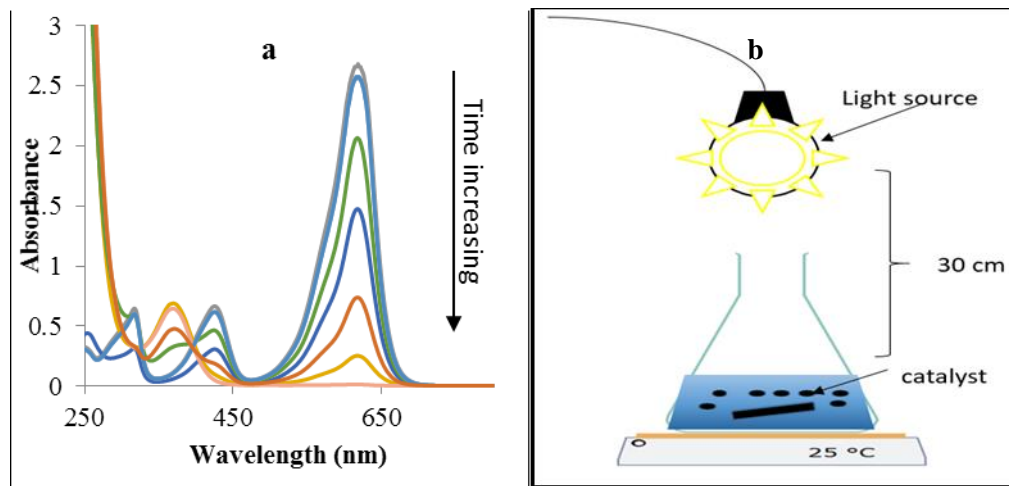 a
3
2.5
2
1.5
1
0.5
0
250
450
650
Absorbance
Wavelength (nm)
Time increasing
b
Light source
30 cm
catalyst
25 ºC